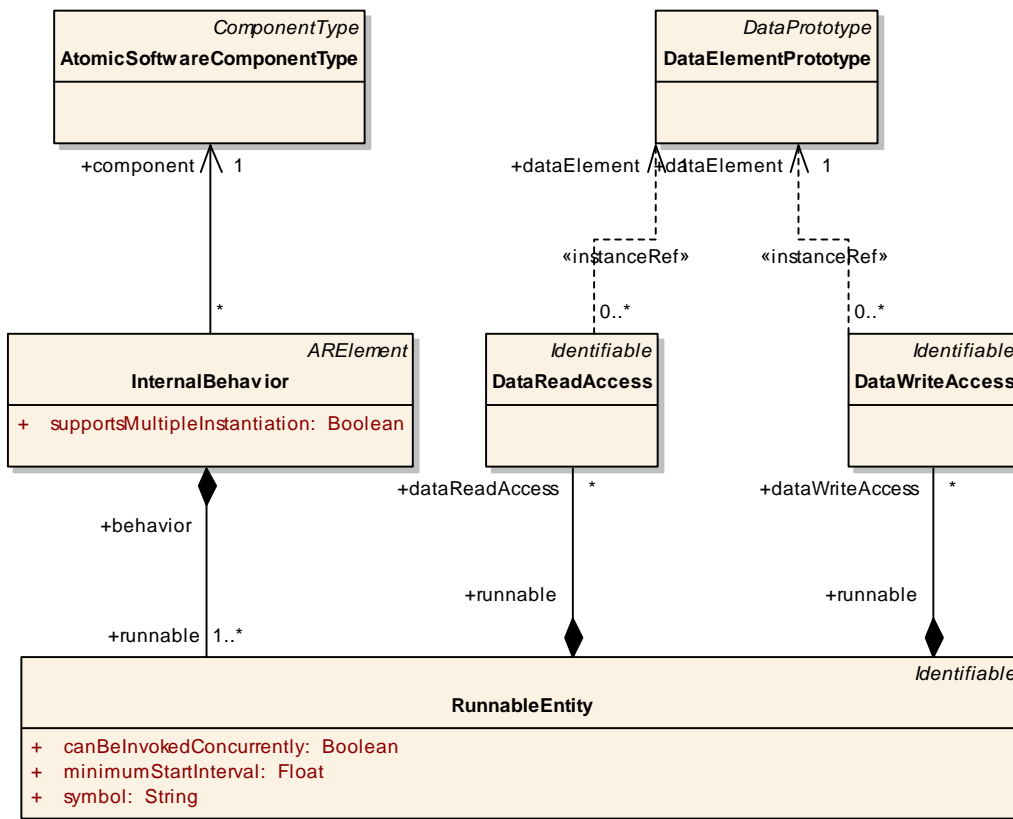 ComponentType
AtomicSoftwareComponentType
DataPrototype
DataElementPrototype
+component 1
+dataElement 1
+dataElement 1
«instanceRef» «instanceRef»
* 0..* 0..*
ARElement
InternalBehavior
+ supportsMultipleInstantiation: Boolean
Identifiable
DataReadAccess
Identifiable
DataWriteAccess
+dataReadAccess *
+dataWriteAccess *
+behavior
+runnable 1..*
+runnable
+runnable
Identifiable
RunnableEntity
+ canBeInvokedConcurrently: Boolean
+ minimumStartInterval: Float
+ symbol: String